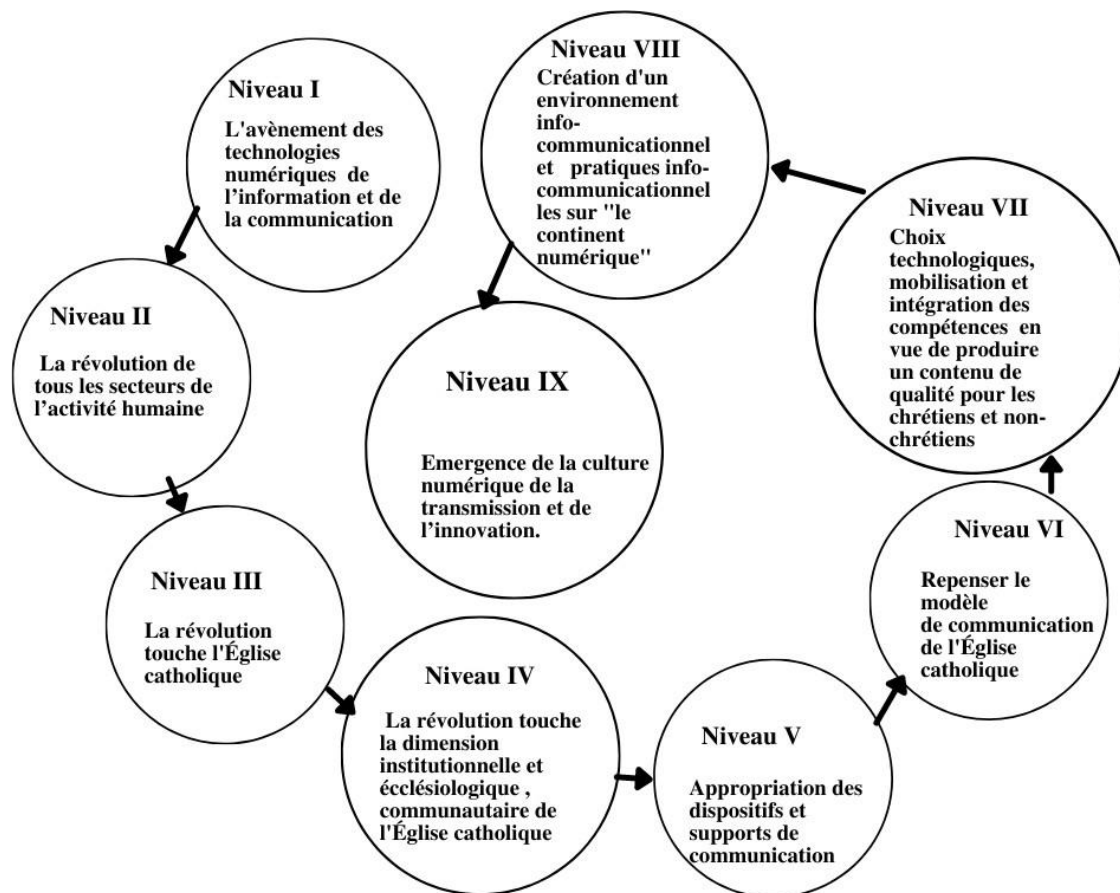 Niveau I
L'avènement des
technologies
numériques de
l'information et de
la communication
Niveau II
La révolution de
tous les secteurs de
l'activité humaine
Niveau III
La révolution
touche l'Église
catholique
Niveau IV
La révolution touche
la dimension
institutionnelle et
écclésiologique ,
communautaire de
l'Église catholique
Niveau V
Appropriation des
dispositifs et
supports de
communication
Niveau VI
Repenser le
modèle
de communication
de l'Église
catholique
Niveau VII
Choix
technologiques,
mobilisation et
intégration des
compétences en
vue de produire
un contenu de
qualité pour les
chrétiens et non-
chrétiens
Niveau VIII
Création d'un
environnement
info-
communicationnel
et pratiques info-
communicationnel
les sur "le
continent
numérique"
Niveau IX
Emergence de la culture
numérique de la
transmission et de
l'innovation.